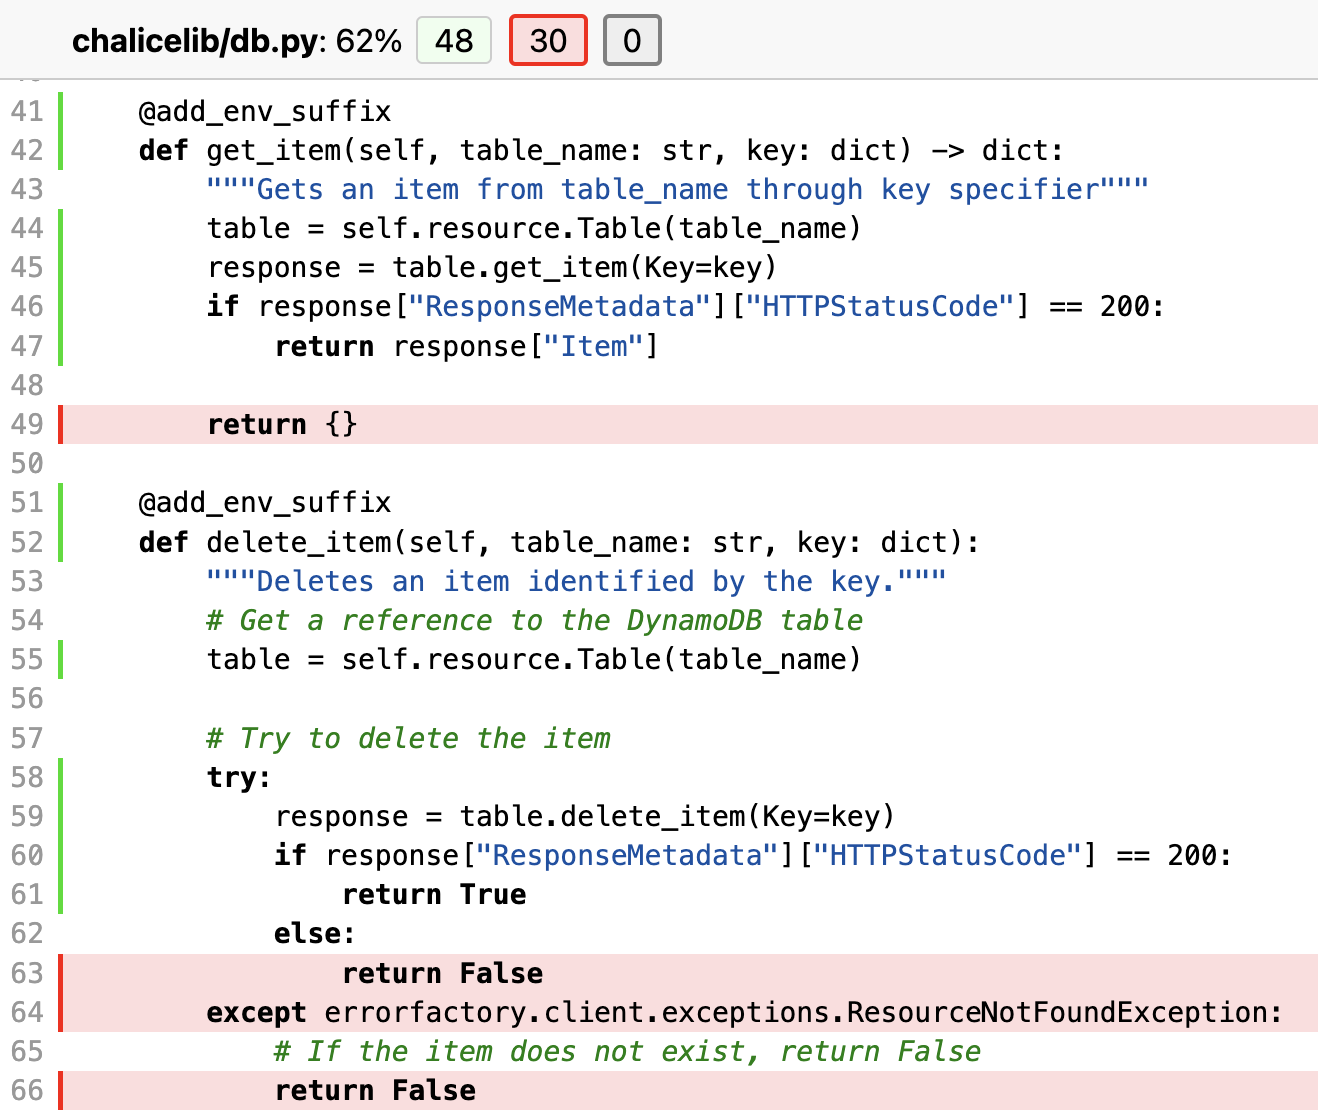 chalicelib/db.py: 62% 48 30 0
41 @add_env_suffix
42 def get_item(self, table_name: str, key: dict) -> dict:
43 """Gets an item from table_name through key specifier"""
44 table = self.resource.Table(table_name)
45 response = table.get_item(Key=key)
46 if response["ResponseMetadata"]["HTTPStatusCode"] == 200:
47 return response["Item"]
48
49 return {}
50
51 @add_env_suffix
52 def delete_item(self, table_name: str, key: dict):
53 """Deletes an item identified by the key."""
54 # Get a reference to the DynamoDB table
55 table = self.resource.Table(table_name)
56
57 # Try to delete the item
58 try:
59 response = table.delete_item(Key=key)
60 if response["ResponseMetadata"]["HTTPStatusCode"] == 200:
61 return True
62 else:
63 return False
64 except errorfactory.client.exceptions.ResourceNotFoundException:
65 # If the item does not exist, return False
66 return False